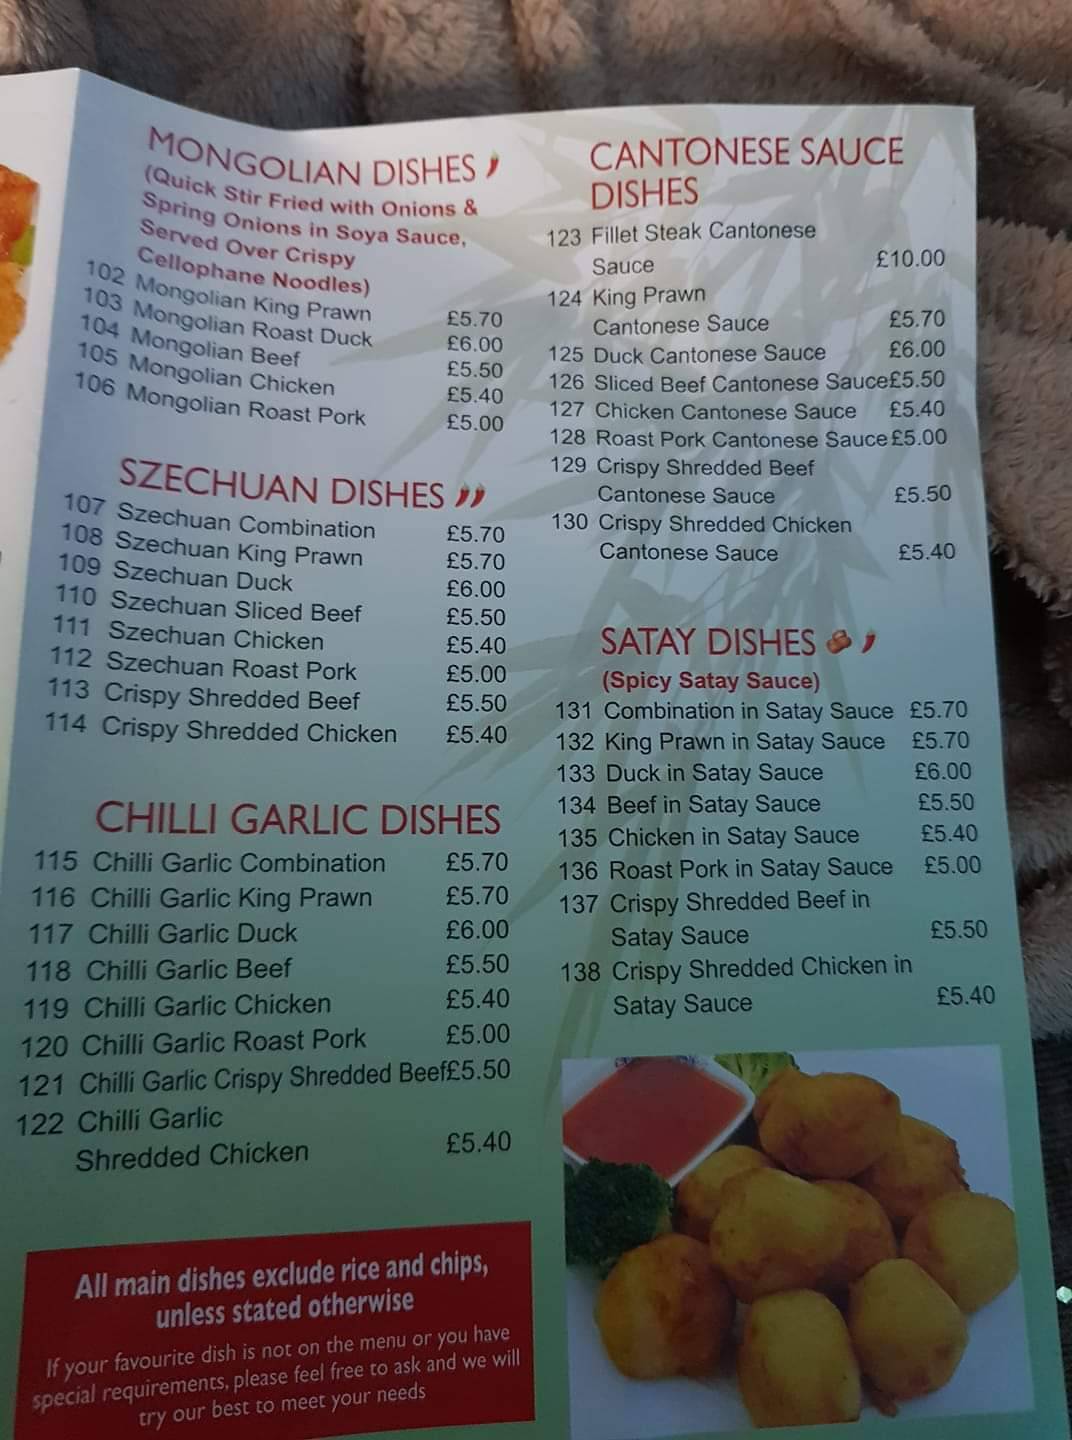 MONGOLIAN DISHES
(Quick Stir Fried with Onions &
Spring Onions in Soya Sauce,
Served Over Crispy
Cellophane Noodles)
102 Mongolian King Prawn £5.70
103 Mongolian Roast Duck £6.00
104 Mongolian Beef £5.50
105 Mongolian Chicken £5.40
106 Mongolian Roast Pork £5.00
SZECHUAN DISHES
107 Szechuan Combination £5.70
108 Szechuan King Prawn £5.70
109 Szechuan Duck £6.00
110 Szechuan Sliced Beef £5.50
111 Szechuan Chicken £5.40
112 Szechuan Roast Pork £5.00
113 Crispy Shredded Beef £5.50
114 Crispy Shredded Chicken £5.40
CHILLI GARLIC DISHES
115 Chilli Garlic Combination £5.70
116 Chilli Garlic King Prawn £5.70
117 Chilli Garlic Duck £6.00
118 Chilli Garlic Beef £5.50
119 Chilli Garlic Chicken £5.40
120 Chilli Garlic Roast Pork £5.00
121 Chilli Garlic Crispy Shredded Beef£5.50
122 Chilli Garlic
Shredded Chicken £5.40
All main dishes exclude rice and chips,
unless stated otherwise
If your favourite dish is not on the menu or you have
special requirements, please feel free to ask and we will
try our best to meet your needs
CANTONESE SAUCE
DISHES
123 Fillet Steak Cantonese
Sauce £10.00
124 King Prawn
Cantonese Sauce £5.70
125 Duck Cantonese Sauce £6.00
126 Sliced Beef Cantonese Sauce£5.50
127 Chicken Cantonese Sauce £5.40
128 Roast Pork Cantonese Sauce £5.00
129 Crispy Shredded Beef
Cantonese Sauce £5.50
130 Crispy Shredded Chicken
Cantonese Sauce £5.40
SATAY DISHES
(Spicy Satay Sauce)
131 Combination in Satay Sauce £5.70
132 King Prawn in Satay Sauce £5.70
133 Duck in Satay Sauce £6.00
134 Beef in Satay Sauce £5.50
135 Chicken in Satay Sauce £5.40
136 Roast Pork in Satay Sauce £5.00
137 Crispy Shredded Beef in
Satay Sauce £5.50
138 Crispy Shredded Chicken in
Satay Sauce £5.40